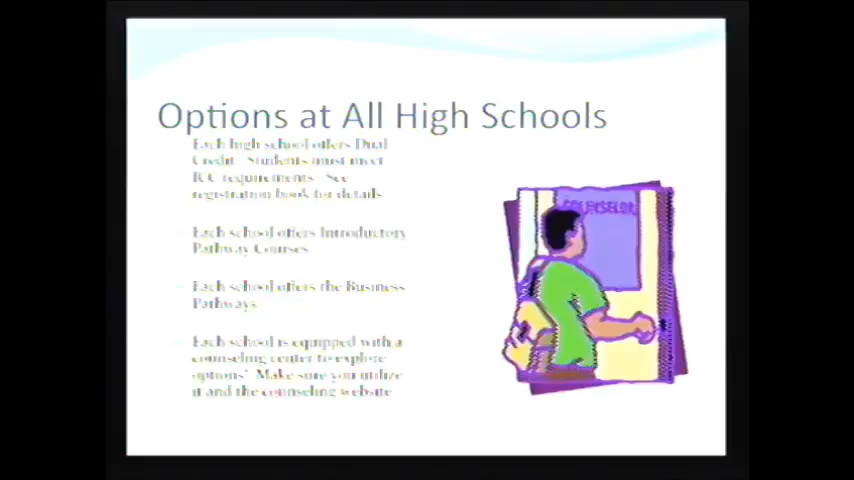 Options at All High Schools
Each high school offers Dual
Credit. Students must meet
requirements. See
registration book for details
Each school offers Introductory
Pathway Courses
Each school offers the Business
Pathways
Each school is equipped with a
counseling center to explore
options! Make sure you utilize
it and the counseling website
COUNSELOR